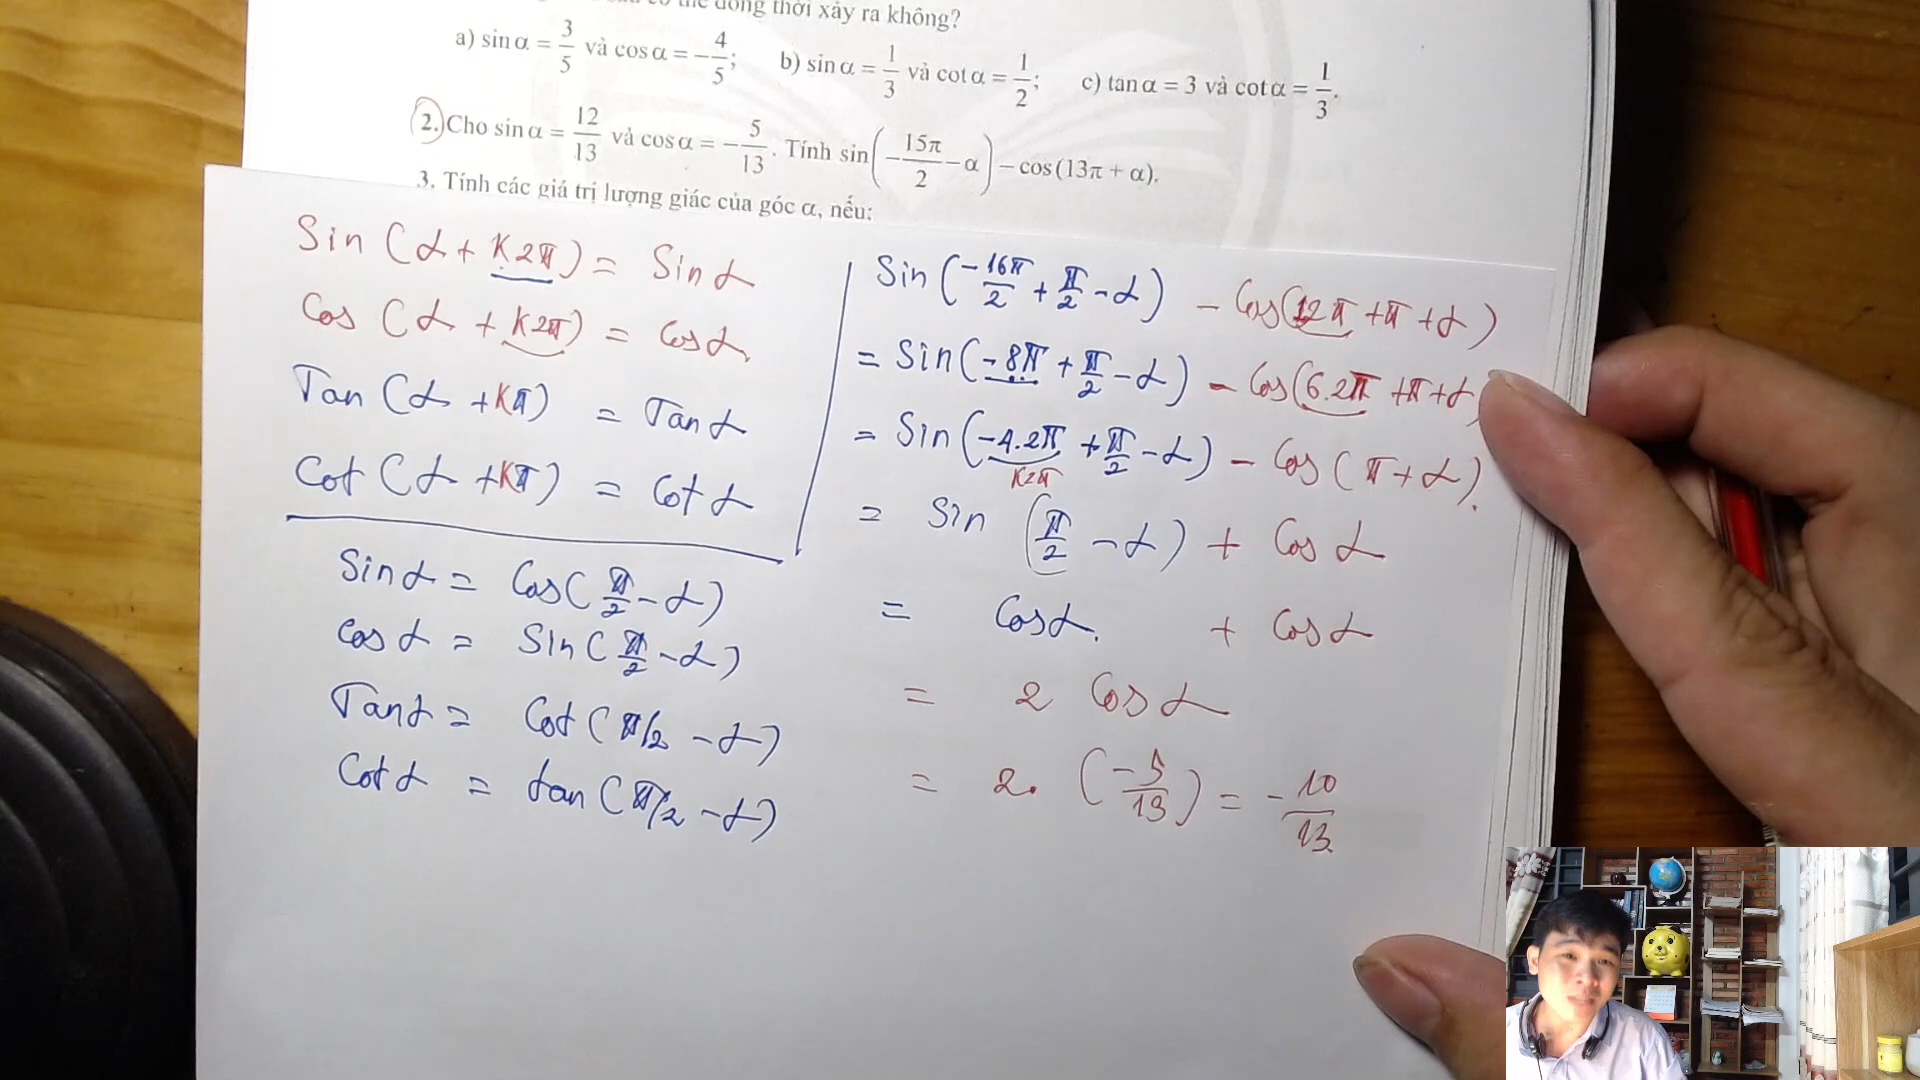 thể đồng thời xảy ra không?
a) sin α = 3/5 và cos α = -4/5; b) sin α = 1/3 và cot α = 1/2; c) tan α = 3 và cot α = 1/3.
2. Cho sin α = 12/13 và cos α = -5/13. Tính sin(-15π/2 - α) - cos(13π + α).
3. Tính các giá trị lượng giác của góc α, nếu:
Sin (α + K2π) = Sin α
Cos (α + K2π) = Cos α.
Tan (α + Kπ) = Tan α
Cot (α + Kπ) = Cot α
Sin α = Cos(π/2 - α)
Cos α = Sin(π/2 - α)
Tan α = Cot(π/2 - α)
Cot α = tan(π/2 - α)
Sin(-16π/2 + π/2 - α) - Cos(12π + π + α)
= Sin(-8π + π/2 - α) - Cos(6.2π + π + α
= Sin(-4.2π + π/2 - α) - Cos(π + α).
K2π
= Sin (π/2 - α) + Cos α
= Cos α. + Cos α
= 2 Cos α
= 2. (-5/13) = -10/13.